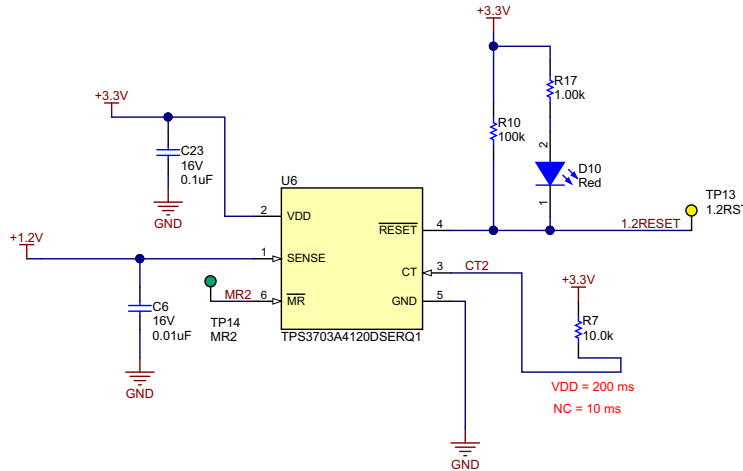 +3.3V
R17
1.00k
+3.3V
R10
100k
C23
16V
0.1uF
2
D10
Red
U6
GND
TP13
1
2
VDD
1.2RST
RESET
4
1.2RESET
+1.2V
1
SENSE
CT
3
CT2
MR2
6
MR
GND
5
+3.3V
C6
16V
0.01uF
TP14
MR2
R7
10.0k
TPS3703A4120DSERQ1
GND
VDD = 200 ms
NC = 10 ms
GND